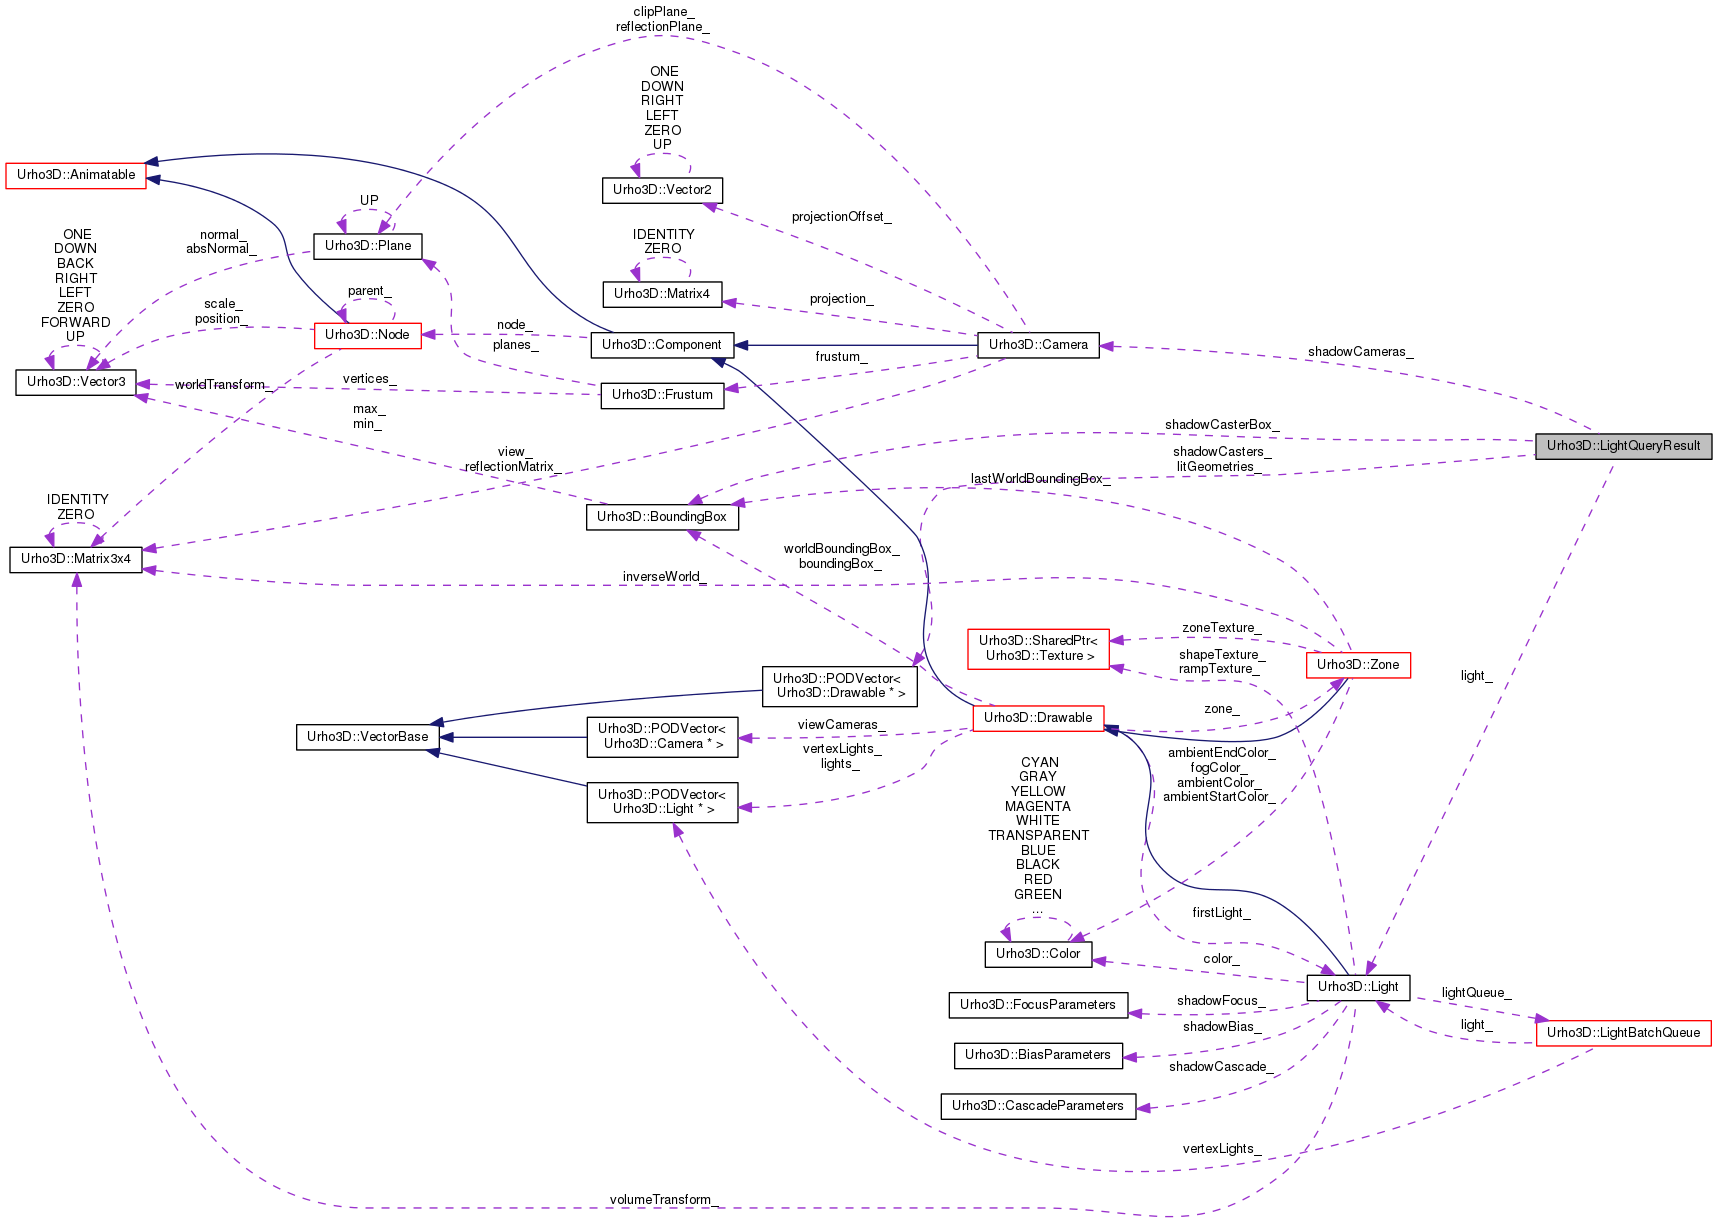 clipPlane_
reflectionPlane_
ONE
DOWN
RIGHT
LEFT
ZERO
UP
Urho3D::Animatable
Urho3D::Vector2
UP
projectionOffset_
Urho3D::Plane
normal_
absNormal_
IDENTITY
ZERO
ONE
DOWN
BACK
RIGHT
LEFT
ZERO
FORWARD
UP
parent_
Urho3D::Matrix4
projection_
scale_
position_
Urho3D::Node
node_
planes_
Urho3D::Component
Urho3D::Camera
shadowCameras_
frustum_
Urho3D::Vector3
worldTransform_
vertices_
Urho3D::Frustum
max_
min_
shadowCasterBox_
Urho3D::LightQueryResult
view_
reflectionMatrix_
shadowCasters_
litGeometries_
lastWorldBoundingBox_
IDENTITY
ZERO
Urho3D::BoundingBox
Urho3D::Matrix3x4
worldBoundingBox_
boundingBox_
inverseWorld_
Urho3D::SharedPtr<
Urho3D::Texture >
zoneTexture_
shapeTexture_
rampTexture_
Urho3D::Zone
light_
Urho3D::PODVector<
Urho3D::Drawable * >
Urho3D::VectorBase
Urho3D::PODVector<
Urho3D::Camera * >
viewCameras_
Urho3D::Drawable
zone_
vertexLights_
lights_
Urho3D::PODVector<
Urho3D::Light * >
ambientEndColor_
fogColor_
ambientColor_
ambientStartColor_
CYAN
GRAY
YELLOW
MAGENTA
WHITE
TRANSPARENT
BLUE
BLACK
RED
GREEN
...
firstLight_
Urho3D::Color
color_
Urho3D::Light
lightQueue_
light_
Urho3D::LightBatchQueue
Urho3D::FocusParameters
shadowFocus_
shadowBias_
Urho3D::BiasParameters
shadowCascade_
Urho3D::CascadeParameters
vertexLights_
volumeTransform_